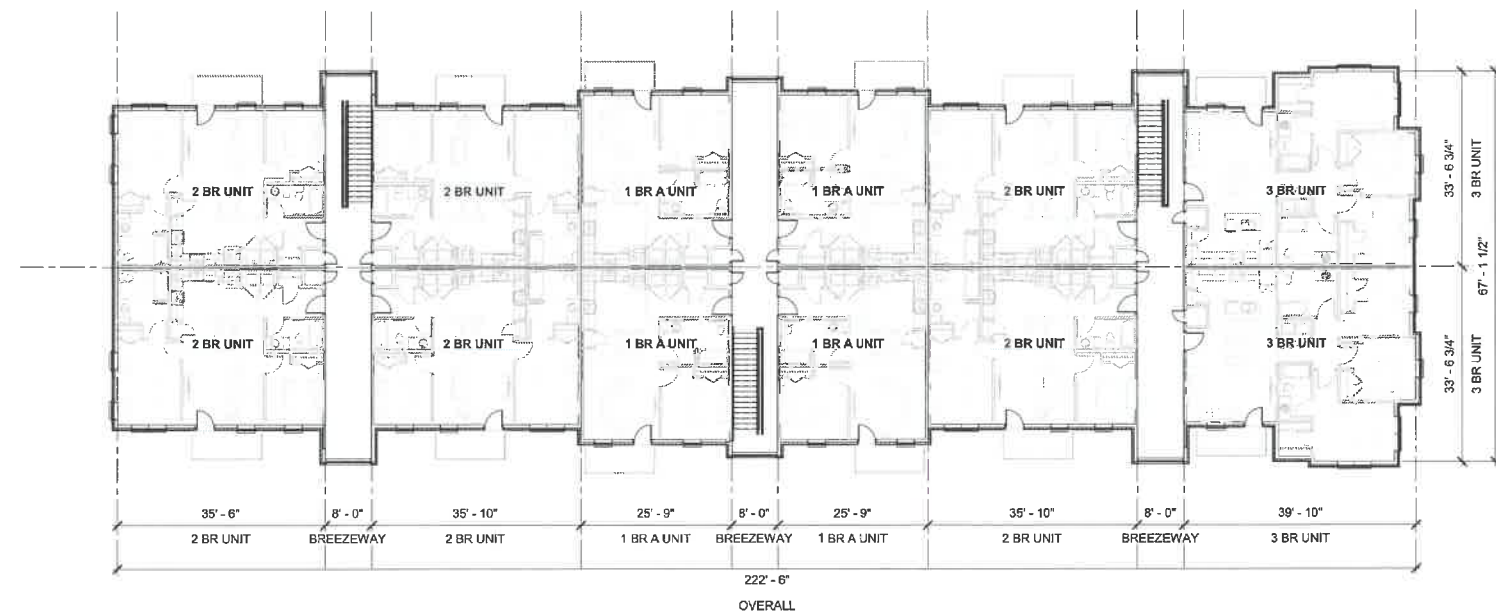 2 BR UNIT
2 BR UNIT
1 BR A UNIT
1 BR A UNIT
2 BR UNIT
3 BR UNIT
33' - 6 3/4"
3 BR UNIT
67' - 1 1/2"
2 BR UNIT
2 BR UNIT
1 BR A UNIT
1 BR A UNIT
2 BR UNIT
3 BR UNIT
33' - 6 3/4"
3 BR UNIT
35' - 6"
8' - 0"
35' - 10"
25' - 9"
8' - 0"
25' - 9"
35' - 10"
8' - 0"
39' - 10"
2 BR UNIT
BREEZEWAY
2 BR UNIT
1 BR A UNIT
BREEZEWAY
1 BR A UNIT
2 BR UNIT
BREEZEWAY
3 BR UNIT
222' - 6"
OVERALL